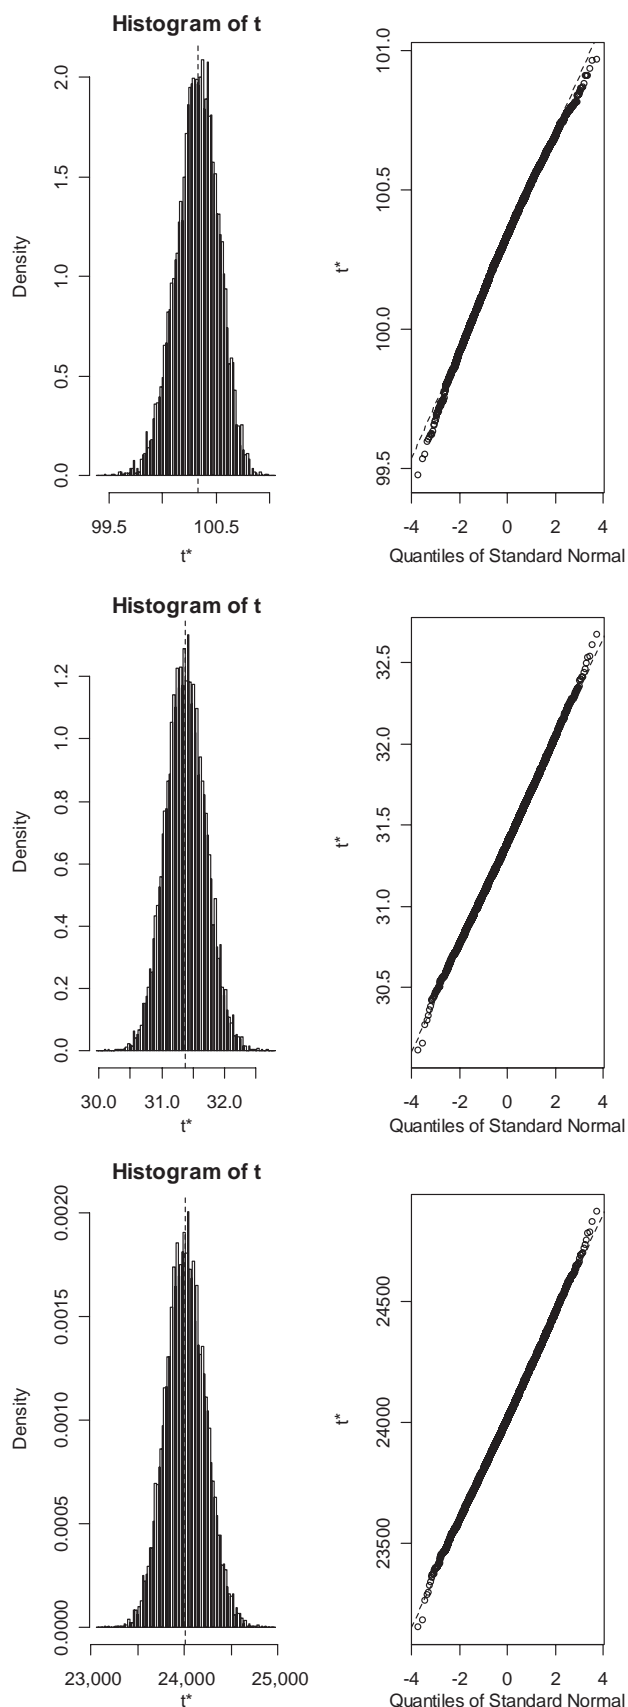 Histogram of t
Density
0.0 0.5 1.0 1.5 2.0
99.5 100.5
t*
t*
99.5 100.0 100.5 101.0
-4 -2 0 2 4
Quantiles of Standard Normal
Histogram of t
Density
0.0 0.2 0.4 0.6 0.8 1.0 1.2
30.0 31.0 32.0
t*
t*
30.5 31.0 31.5 32.0 32.5
-4 -2 0 2 4
Quantiles of Standard Normal
Histogram of t
Density
0.0000 0.0005 0.0010 0.0015 0.0020
23,000 24,000 25,000
t*
t*
23500 24000 24500
-4 -2 0 2 4
Quantiles of Standard Normal